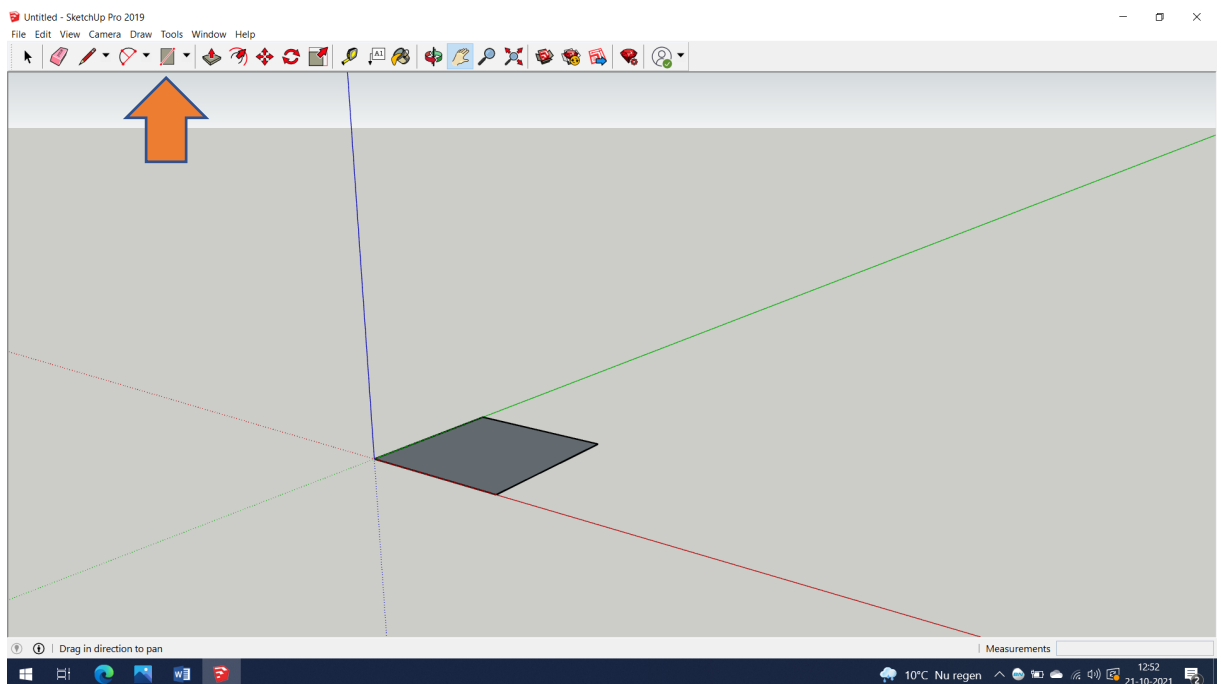 Untitled - SketchUp Pro 2019
File Edit View Camera Draw Tools Window Help
A1
Drag in direction to pan
Measurements
10°C Nu regen
12:52
21-10-2021
2